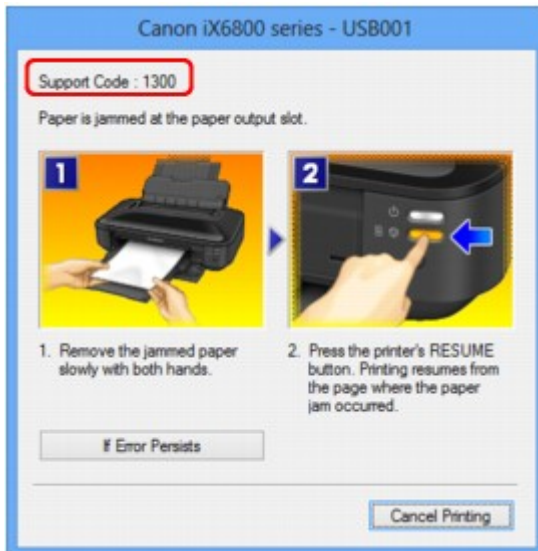 Canon iX6800 series - USB001
Support Code : 1300
Paper is jammed at the paper output slot.
1
2
1. Remove the jammed paper
slowly with both hands.
2. Press the printer's RESUME
button. Printing resumes from
the page where the paper
jam occurred.
If Error Persists
Cancel Printing